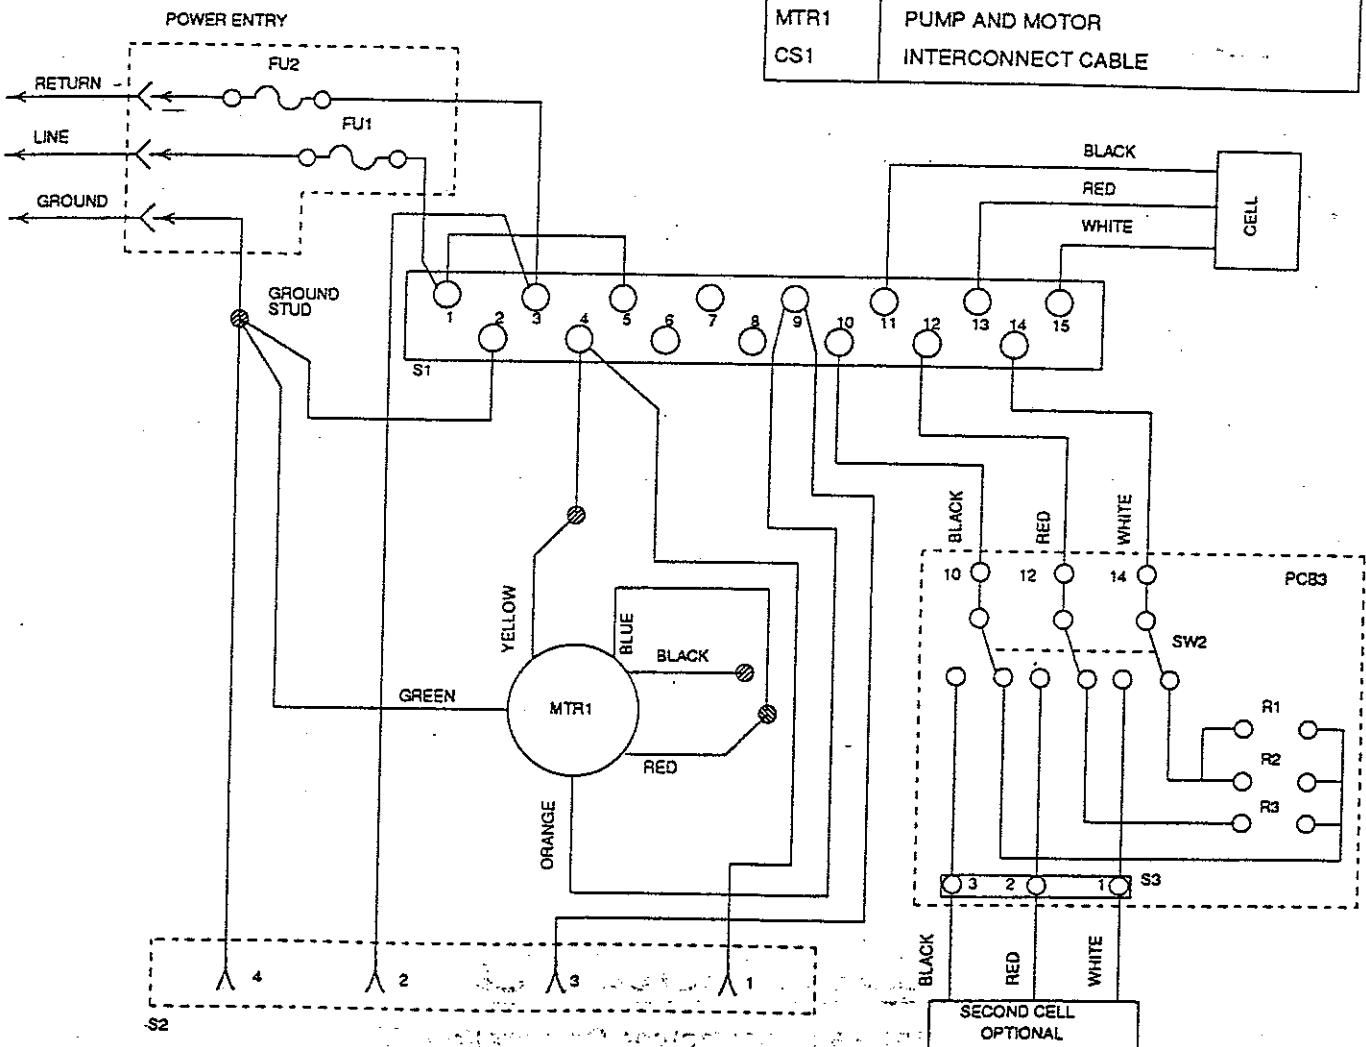 MTR1 PUMP AND MOTOR
CS1 INTERCONNECT CABLE
POWER ENTRY
FU2
RETURN
FU1
LINE
GROUND
BLACK
RED
WHITE
CELL
GROUND
STUD
1 2 3 4 5 6 7 8 9 10 11 12 13 14 15
S1
BLACK
RED
WHITE
10 12 14 PCB3
SW2
YELLOW
BLUE
BLACK
GREEN
MTR1
RED
ORANGE
R1
R2
R3
3 2 1 S3
BLACK
RED
WHITE
4 2 3 1
S2
SECOND CELL
OPTIONAL